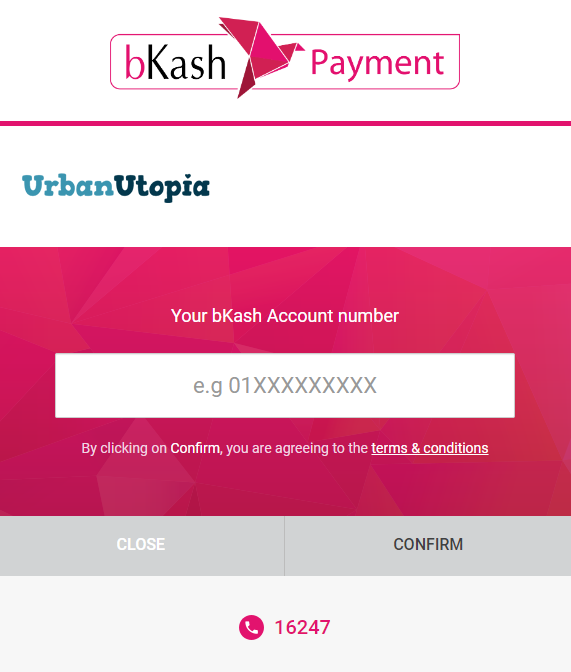 bKash Payment
UrbanUtopia
Your bKash Account number
e.g 01XXXXXXXXX
By clicking on Confirm, you are agreeing to the terms & conditions
CLOSE CONFIRM
16247